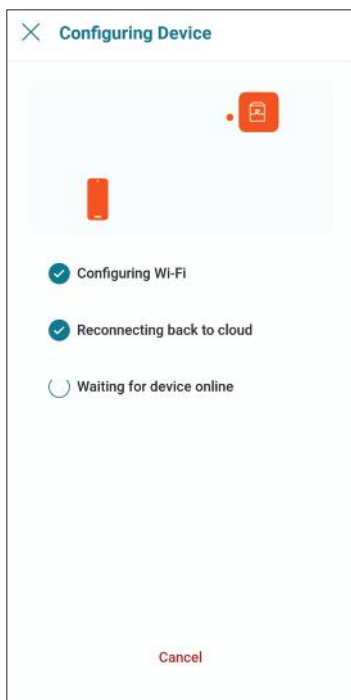 Configuring Device
Configuring Wi-Fi
Reconnecting back to cloud
Waiting for device online
Cancel